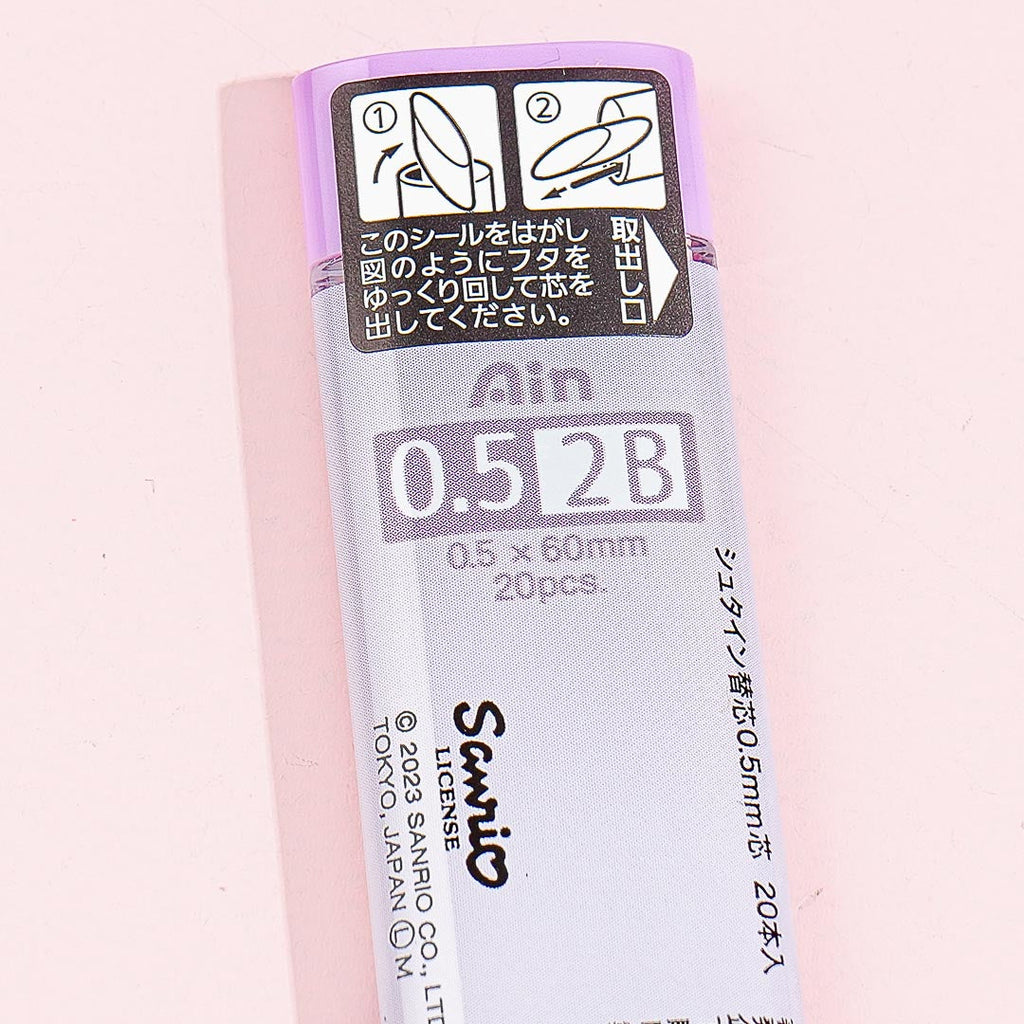 ①
②
このシールをはがし
図のようにフタを
ゆっくり回して芯を
出してください。
取出し口
Ain
0.5 2B
0.5 × 60mm
20pcs.
シュタイン替芯0.5mm芯 20本入
Sanrio
LICENSE
© 2023 SANRIO CO., LTD
TOKYO, JAPAN Ⓛ M